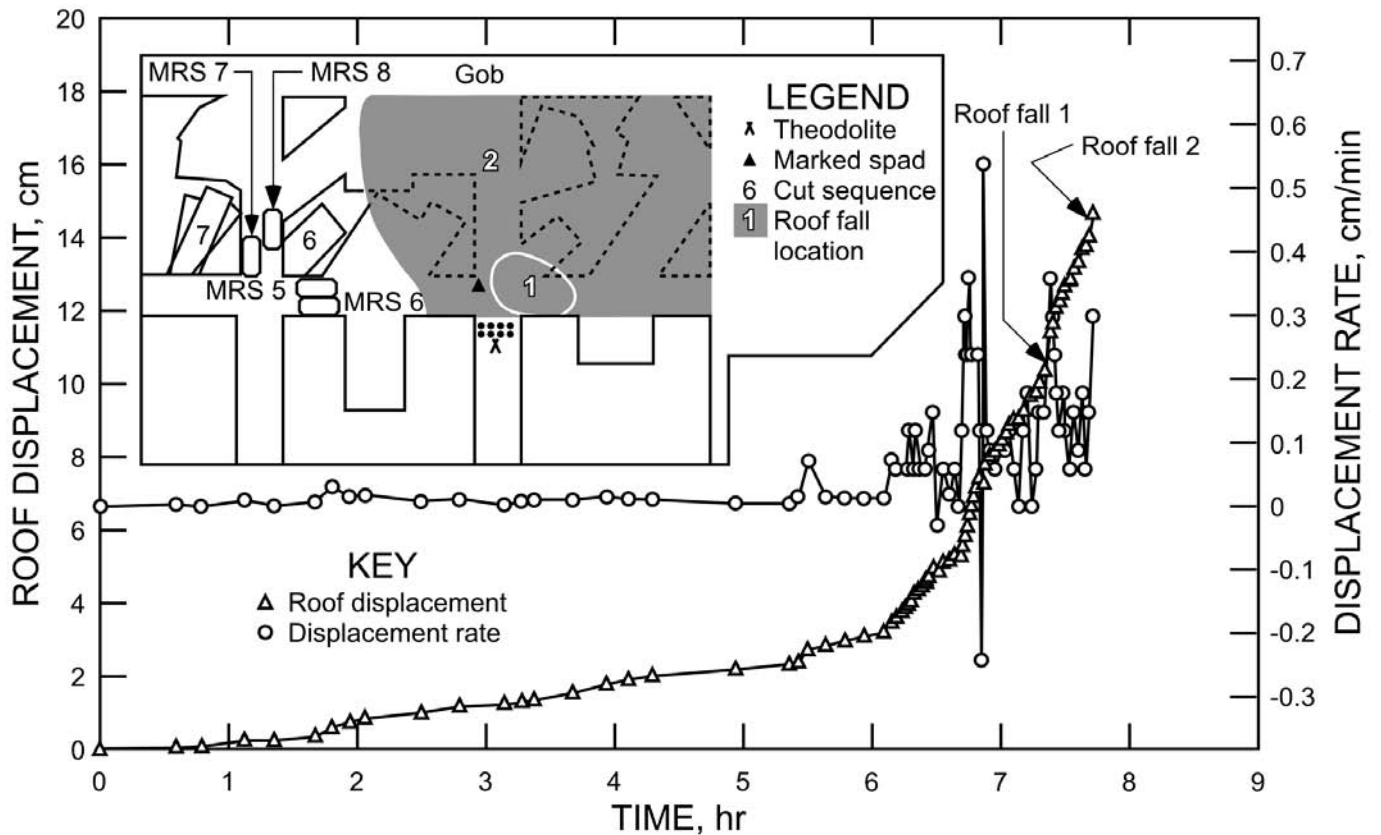 20
18
16
14
12
10
8
6
4
2
0
ROOF DISPLACEMENT, cm
MRS 7
MRS 8
Gob
2
7
6
1
MRS 5
MRS 6
LEGEND
Theodolite
Marked spad
6 Cut sequence
1 Roof fall
location
Roof fall 1
Roof fall 2
KEY
Roof displacement
Displacement rate
0.7
0.6
0.5
0.4
0.3
0.2
0.1
0
-0.1
-0.2
-0.3
DISPLACEMENT RATE, cm/min
0 1 2 3 4 5 6 7 8 9
TIME, hr